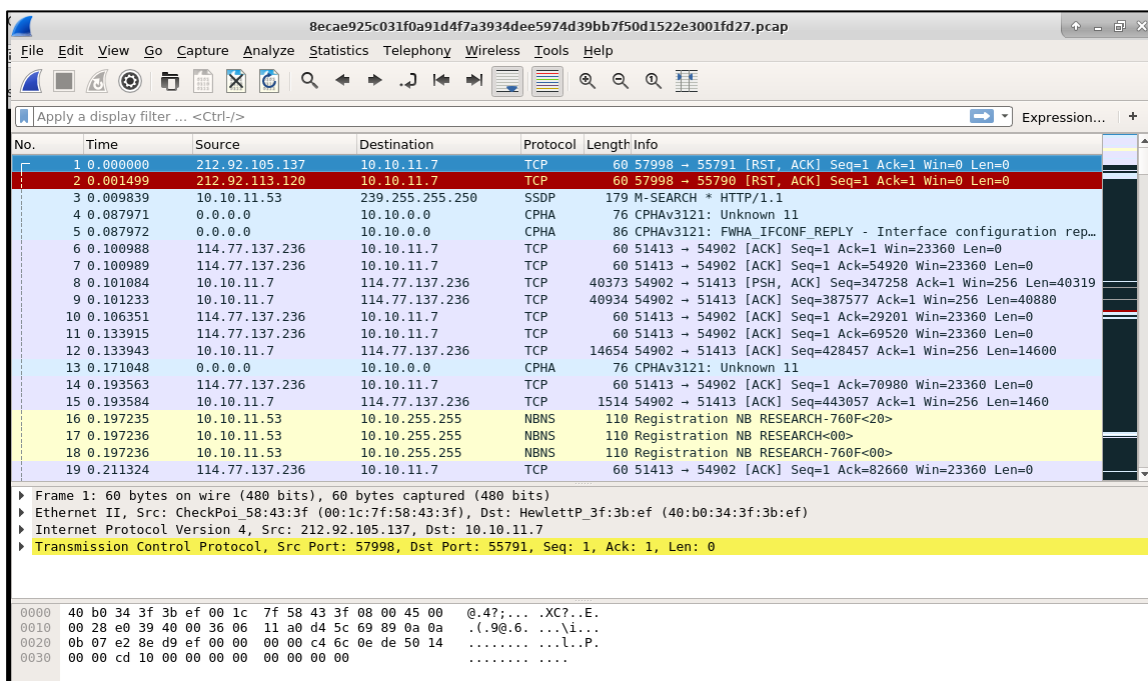 8ecae925c031f0a91d4f7a3934dee5974d39bb7f50d1522e3001fd27.pcap
File Edit View Go Capture Analyze Statistics Telephony Wireless Tools Help
Apply a display filter ... <Ctrl-/> Expression... +
No. Time Source Destination Protocol Length Info
1 0.000000 212.92.105.137 10.10.11.7 TCP 60 57998 → 55791 [RST, ACK] Seq=1 Ack=1 Win=0 Len=0
2 0.001499 212.92.113.120 10.10.11.7 TCP 60 57998 → 55790 [RST, ACK] Seq=1 Ack=1 Win=0 Len=0
3 0.009839 10.10.11.53 239.255.255.250 SSDP 179 M-SEARCH * HTTP/1.1
4 0.087971 0.0.0.0 10.10.0.0 CPHA 76 CPHAv3121: Unknown 11
5 0.087972 0.0.0.0 10.10.0.0 CPHA 86 CPHAv3121: FWHA_IFCONF_REPLY - Interface configuration rep…
6 0.100988 114.77.137.236 10.10.11.7 TCP 60 51413 → 54902 [ACK] Seq=1 Ack=1 Win=23360 Len=0
7 0.100989 114.77.137.236 10.10.11.7 TCP 60 51413 → 54902 [ACK] Seq=1 Ack=54920 Win=23360 Len=0
8 0.101084 10.10.11.7 114.77.137.236 TCP 40373 54902 → 51413 [PSH, ACK] Seq=347258 Ack=1 Win=256 Len=40319
9 0.101233 10.10.11.7 114.77.137.236 TCP 40934 54902 → 51413 [ACK] Seq=387577 Ack=1 Win=256 Len=40880
10 0.106351 114.77.137.236 10.10.11.7 TCP 60 51413 → 54902 [ACK] Seq=1 Ack=29201 Win=23360 Len=0
11 0.133915 114.77.137.236 10.10.11.7 TCP 60 51413 → 54902 [ACK] Seq=1 Ack=69520 Win=23360 Len=0
12 0.133943 10.10.11.7 114.77.137.236 TCP 14654 54902 → 51413 [ACK] Seq=428457 Ack=1 Win=256 Len=14600
13 0.171048 0.0.0.0 10.10.0.0 CPHA 76 CPHAv3121: Unknown 11
14 0.193563 114.77.137.236 10.10.11.7 TCP 60 51413 → 54902 [ACK] Seq=1 Ack=70980 Win=23360 Len=0
15 0.193584 10.10.11.7 114.77.137.236 TCP 1514 54902 → 51413 [ACK] Seq=443057 Ack=1 Win=256 Len=1460
16 0.197235 10.10.11.53 10.10.255.255 NBNS 110 Registration NB RESEARCH-760F<20>
17 0.197236 10.10.11.53 10.10.255.255 NBNS 110 Registration NB RESEARCH<00>
18 0.197236 10.10.11.53 10.10.255.255 NBNS 110 Registration NB RESEARCH-760F<00>
19 0.211324 114.77.137.236 10.10.11.7 TCP 60 51413 → 54902 [ACK] Seq=1 Ack=82660 Win=23360 Len=0
Frame 1: 60 bytes on wire (480 bits), 60 bytes captured (480 bits)
Ethernet II, Src: CheckPoi_58:43:3f (00:1c:7f:58:43:3f), Dst: HewlettP_3f:3b:ef (40:b0:34:3f:3b:ef)
Internet Protocol Version 4, Src: 212.92.105.137, Dst: 10.10.11.7
Transmission Control Protocol, Src Port: 57998, Dst Port: 55791, Seq: 1, Ack: 1, Len: 0
0000 40 b0 34 3f 3b ef 00 1c 7f 58 43 3f 08 00 45 00 @.4?;... .XC?..E.
0010 00 28 e0 39 40 00 36 06 11 a0 d4 5c 69 89 0a 0a .(.9@.6. ...\i...
0020 0b 07 e2 8e d9 ef 00 00 00 00 c4 6c 0e de 50 14 ........ ...l..P.
0030 00 00 cd 10 00 00 00 00 00 00 00 00 ........ ....